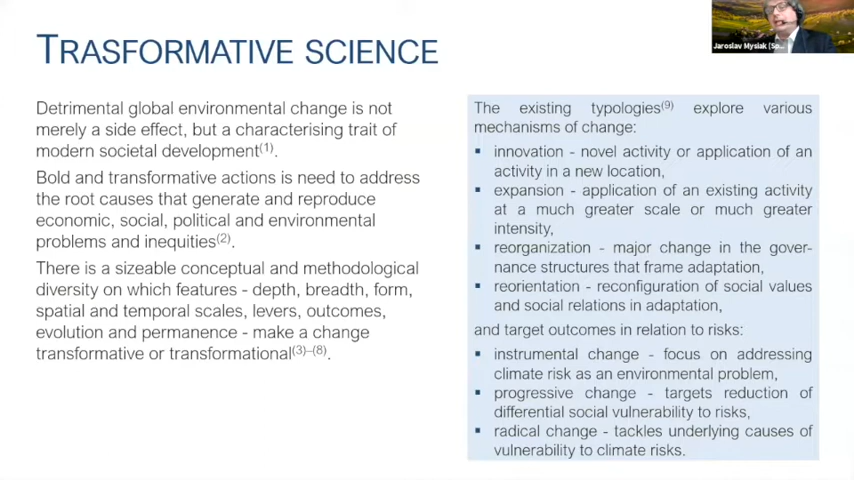 TRASFORMATIVE SCIENCE
Jaroslav Mysiak (Sp...
Detrimental global environmental change is not
merely a side effect, but a characterising trait of
modern societal development(1).
Bold and transformative actions is need to address
the root causes that generate and reproduce
economic, social, political and environmental
problems and inequities(2).
There is a sizeable conceptual and methodological
diversity on which features - depth, breadth, form,
spatial and temporal scales, levers, outcomes,
evolution and permanence - make a change
transformative or transformational(3)–(8).
The existing typologies(9) explore various
mechanisms of change:
▪ innovation - novel activity or application of an
activity in a new location,
▪ expansion - application of an existing activity
at a much greater scale or much greater
intensity,
▪ reorganization - major change in the gover-
nance structures that frame adaptation,
▪ reorientation - reconfiguration of social values
and social relations in adaptation,
and target outcomes in relation to risks:
▪ instrumental change - focus on addressing
climate risk as an environmental problem,
▪ progressive change - targets reduction of
differential social vulnerability to risks,
▪ radical change - tackles underlying causes of
vulnerability to climate risks.